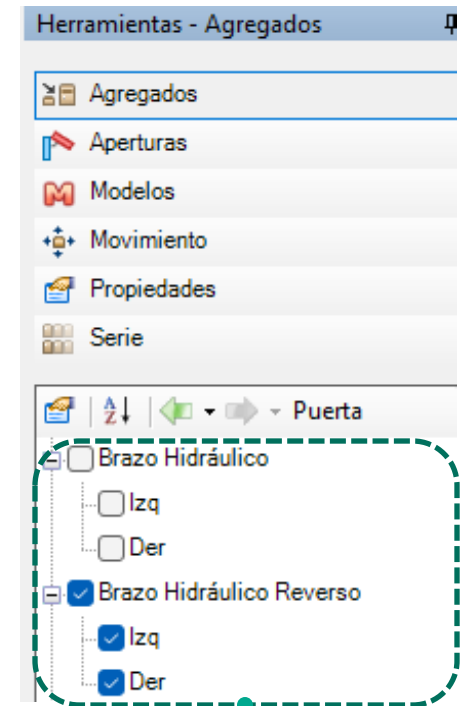 Herramientas - Agregados
Agregados
Aperturas
Modelos
Movimiento
Propiedades
Serie
Puerta
Brazo Hidráulico
Izq
Der
Brazo Hidráulico Reverso
Izq
Der